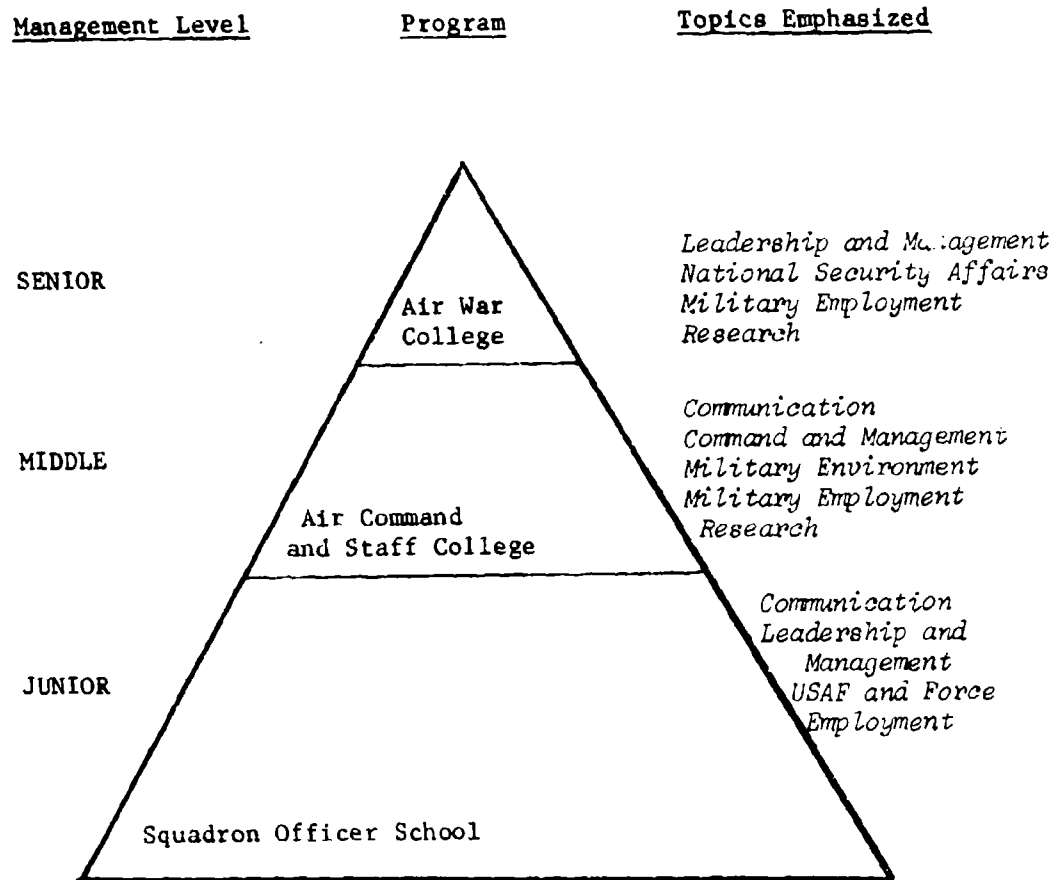 Management Level Program Topics Emphasized
SENIOR
Air War
College
Leadership and
National Security Affairs
Military Employment
Research
MIDDLE
Air Command
and Staff College
Communication
Command and Management
Military Environment
Military Employment
Research
JUNIOR
Squadron Officer School
Communication
Leadership and
Management
USAF and Force
Employment